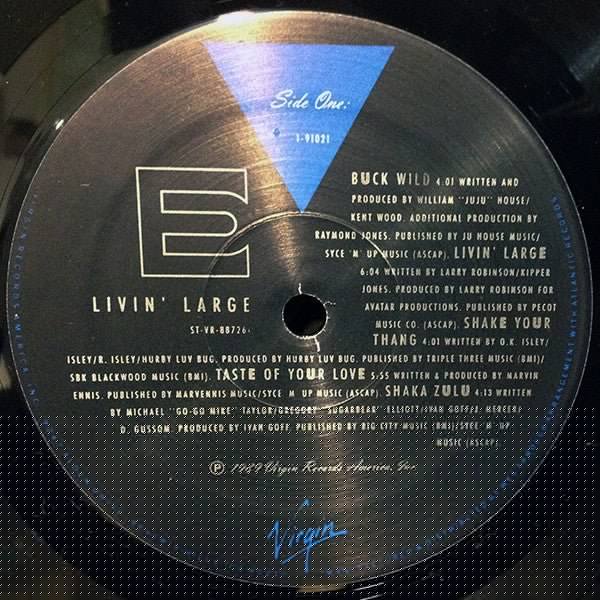 Side One:
1-91021
E
LIVIN' LARGE
ST-VR-88726-
BUCK WILD 4:01 WRITTEN AND
PRODUCED BY WILLIAM "JUJU" HOUSE/
KENT WOOD. ADDITIONAL PRODUCTION BY
RAYMOND JONES. PUBLISHED BY JU HOUSE MUSIC/
SYCE 'M' UP MUSIC (ASCAP). LIVIN' LARGE
6:04 WRITTEN BY LARRY ROBINSON/KIPPER
JONES. PRODUCED BY LARRY ROBINSON FOR
AVATAR PRODUCTIONS. PUBLISHED BY PECOT
MUSIC CO. (ASCAP). SHAKE YOUR
THANG 4:01 WRITTEN BY O.K. ISLEY/
ISLEY/R. ISLEY/HURBY LUV BUG. PRODUCED BY HURBY LUV BUG. PUBLISHED BY TRIPLE THREE MUSIC (BMI)/
SBK BLACKWOOD MUSIC (BMI). TASTE OF YOUR LOVE 5:55 WRITTEN & PRODUCED BY MARVIN
ENNIS. PUBLISHED BY MARVENNIS MUSIC/SYCE 'M' UP MUSIC (ASCAP). SHAKA ZULU 4:13 WRITTEN
BY MICHAEL "GO-GO MIKE" TAYLOR/GREGORY "SUGARBEAR" ELLIOTT/IVAN GOFF/J. MERCER/
D. GUSSOM. PRODUCED BY IVAN GOFF. PUBLISHED BY BIG CITY MUSIC (BMI)/SYCE 'M' UP
MUSIC (ASCAP).
℗ 1989 Virgin Records America, Inc.
Virgin